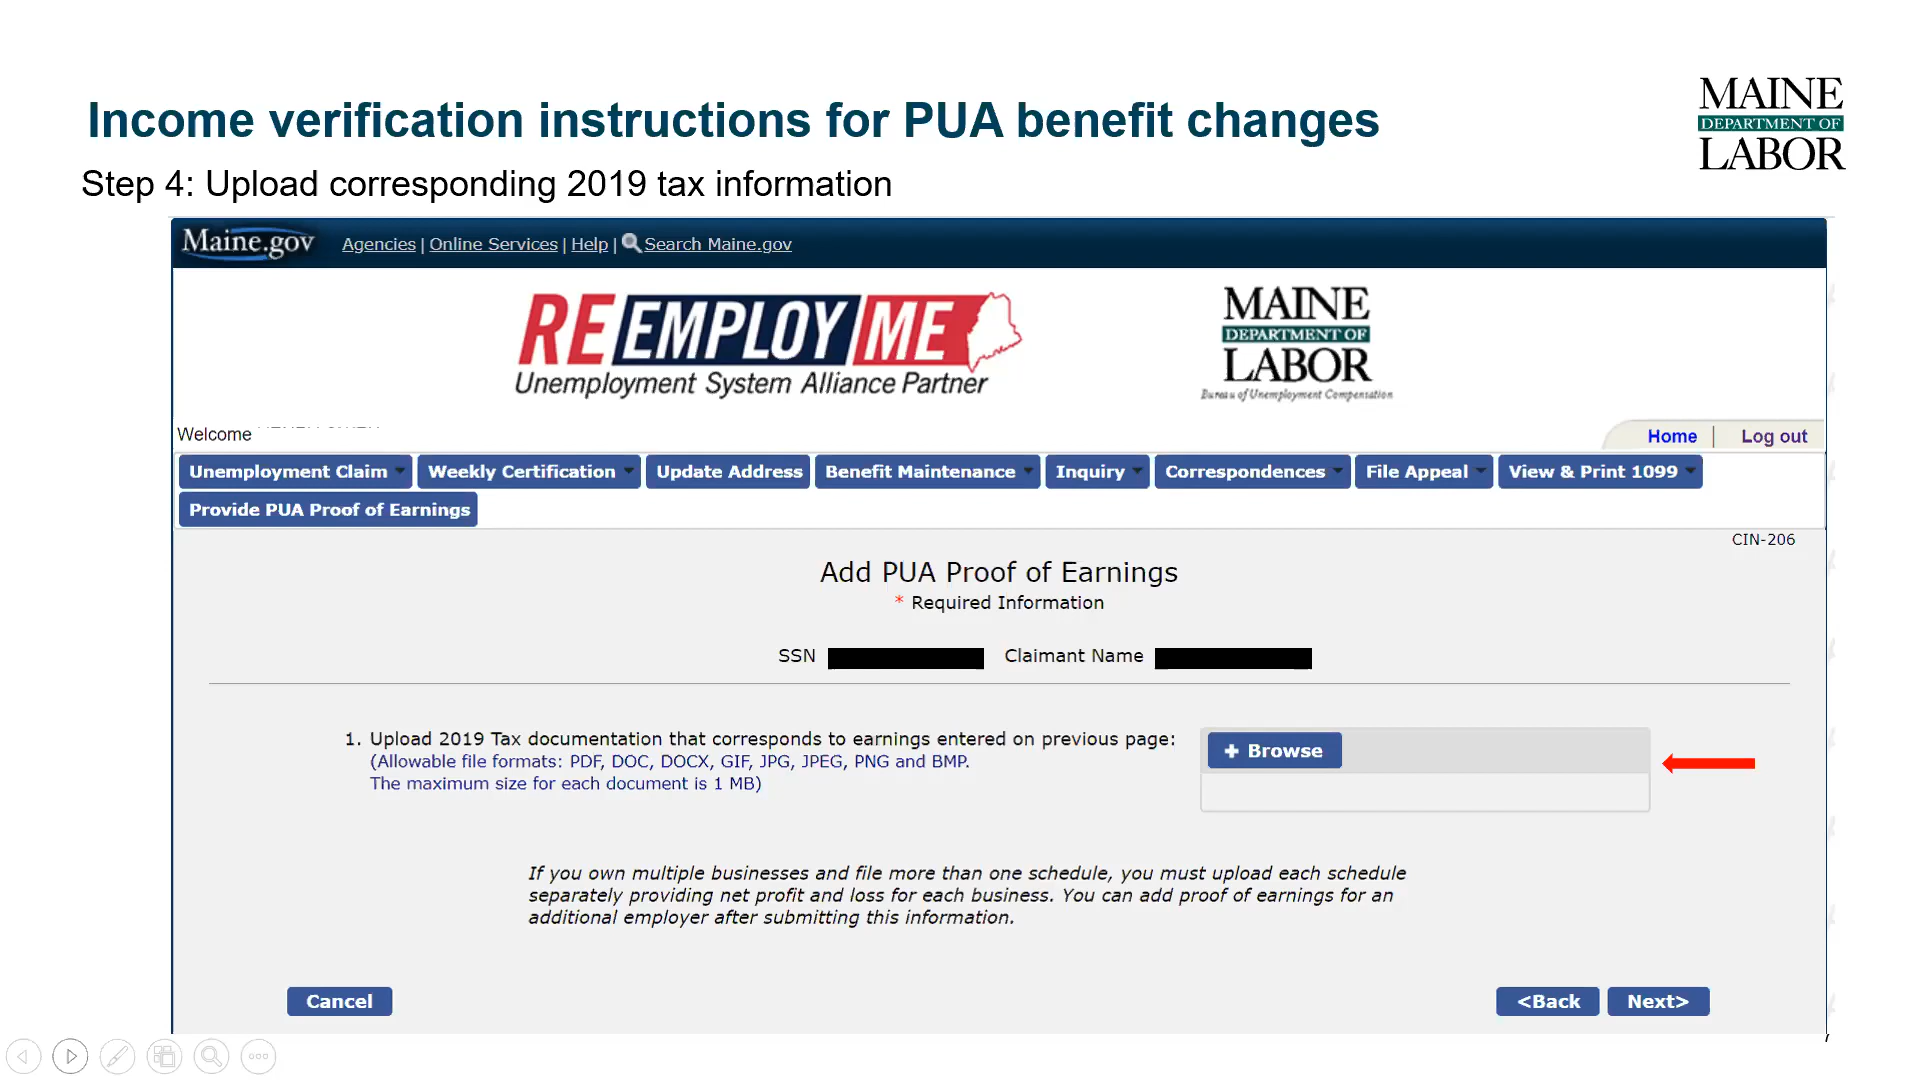 Income verification instructions for PUA benefit changes
MAINE
DEPARTMENT OF
LABOR
Step 4: Upload corresponding 2019 tax information
Maine.gov Agencies | Online Services | Help | Search Maine.gov
REEMPLOYME
Unemployment System Alliance Partner
MAINE
DEPARTMENT OF
LABOR
Bureau of Unemployment Compensation
Welcome
Home | Log out
Unemployment Claim Weekly Certification Update Address Benefit Maintenance Inquiry Correspondences File Appeal View & Print 1099
Provide PUA Proof of Earnings
CIN-206
Add PUA Proof of Earnings
* Required Information
SSN Claimant Name
1. Upload 2019 Tax documentation that corresponds to earnings entered on previous page:
+ Browse
(Allowable file formats: PDF, DOC, DOCX, GIF, JPG, JPEG, PNG and BMP.
The maximum size for each document is 1 MB)
If you own multiple businesses and file more than one schedule, you must upload each schedule
separately providing net profit and loss for each business. You can add proof of earnings for an
additional employer after submitting this information.
Cancel <Back Next>